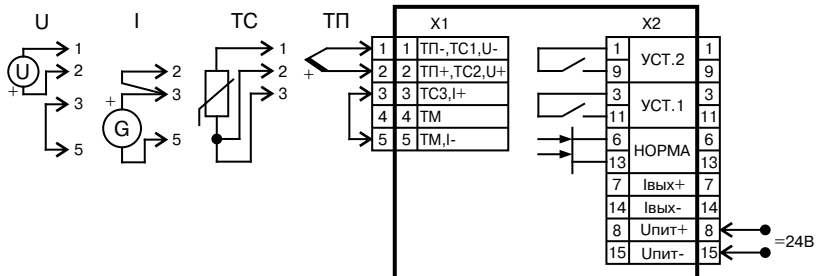 U I ТС ТП X1 X2
1 2 3 5
U
+
2 3 5
+
G
1 2 3
+
1 1 ТП-,ТС1,U-
2 2 ТП+,ТС2,U+
3 3 ТС3,I+
4 4 ТМ
5 5 ТМ,I-
1 УСТ.2 1
9 9
3 УСТ.1 3
11 11
6 НОРМА 6
13 13
7 Iвых+ 7
14 Iвых- 14
8 Uпит+ 8
15 Uпит- 15
=24В